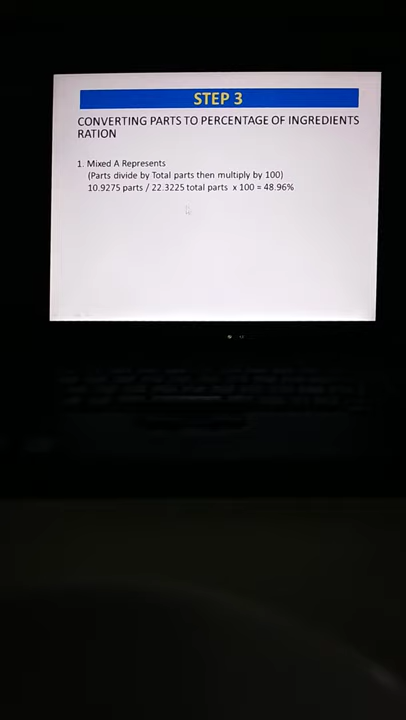 STEP 3
CONVERTING PARTS TO PERCENTAGE OF INGREDIENTS
RATION
1. Mixed A Represents
(Parts divide by Total parts then multiply by 100)
10.9275 parts / 22.3225 total parts x 100 = 48.96%